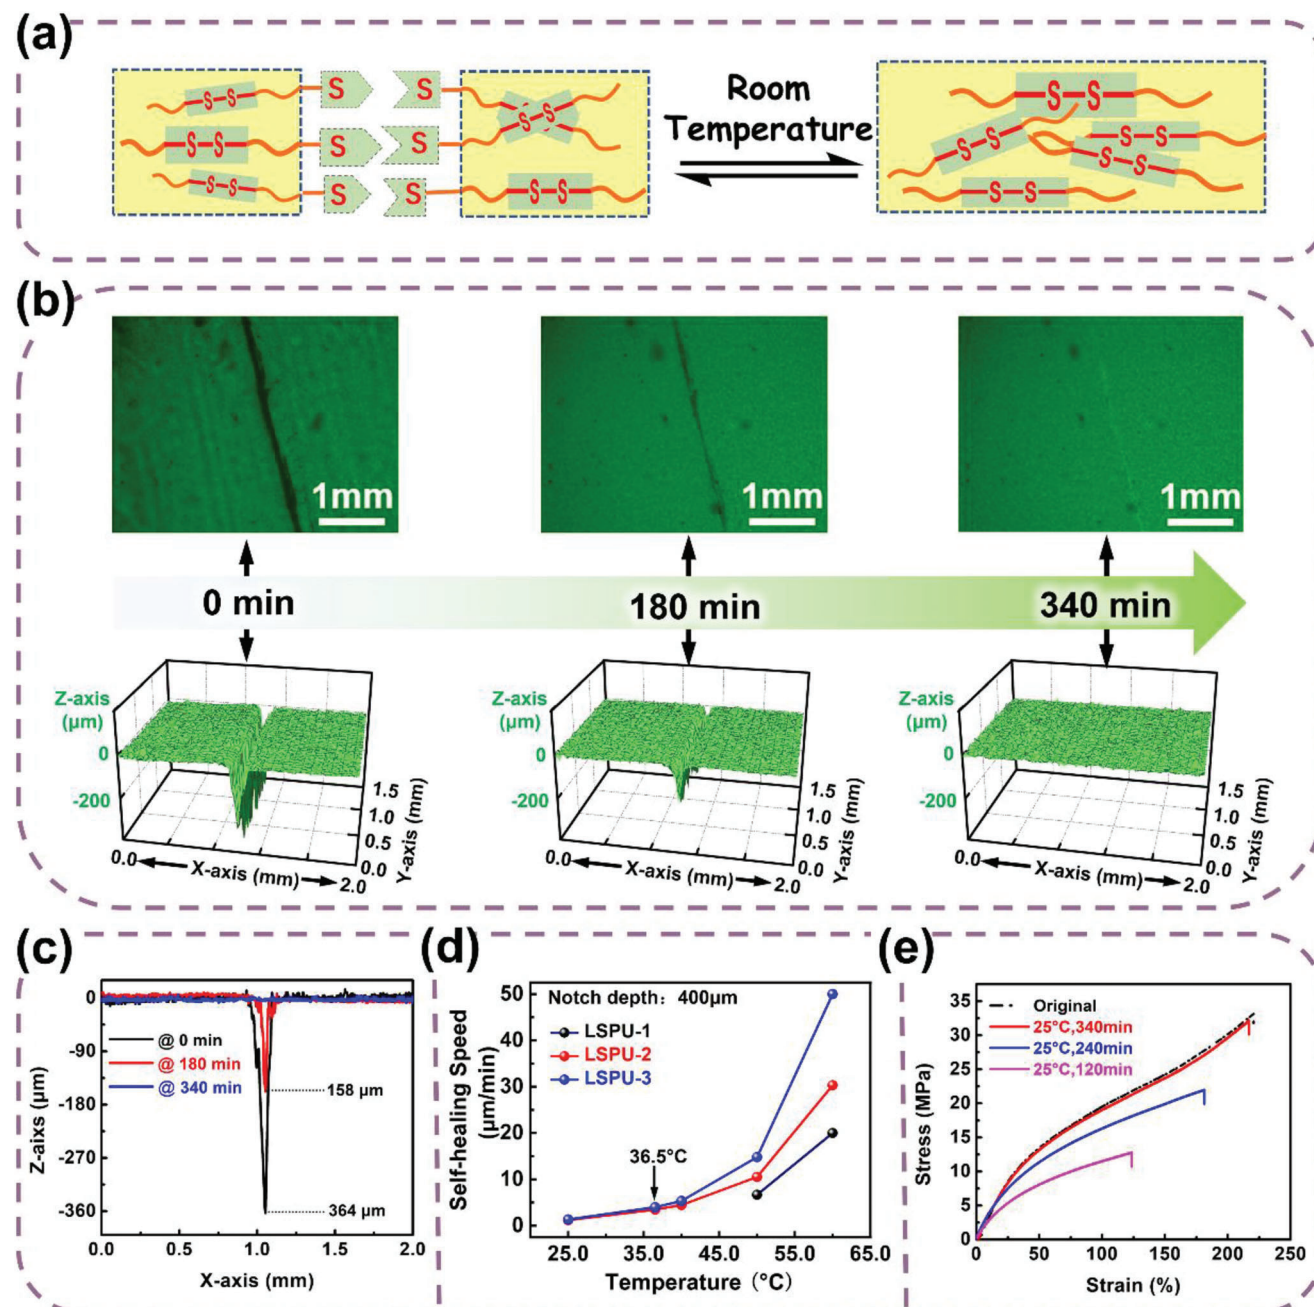 (a)
S S
S-S
S-S
Room
Temperature
S-S
S-S
S-S
S S
S-S
S-S
S-S
S-S
S S
S-S
S-S
(b)
1mm
1mm
1mm
0 min
180 min
340 min
Z-axis
(µm)
0
-200
0.0
X-axis (mm)
2.0
0.0
0.5
1.0
1.5
Y-axis (mm)
Z-axis
(µm)
0
-200
0.0
X-axis (mm)
2.0
0.0
0.5
1.0
1.5
Y-axis (mm)
Z-axis
(µm)
0
-200
0.0
X-axis (mm)
2.0
0.0
0.5
1.0
1.5
Y-axis (mm)
(c)
Z-aixs (µm)
0
-90
-180
-270
-360
@ 0 min
@ 180 min
@ 340 min
158 µm
364 µm
0.0 0.5 1.0 1.5 2.0
X-axis (mm)
(d)
Self-healing Speed
(µm/min)
50
40
30
20
10
0
Notch depth: 400µm
LSPU-1
LSPU-2
LSPU-3
36.5°C
25.0 35.0 45.0 55.0 65.0
Temperature (°C)
(e)
Stress (MPa)
35
30
25
20
15
10
5
0
Original
25°C,340min
25°C,240min
25°C,120min
0 50 100 150 200 250
Strain (%)